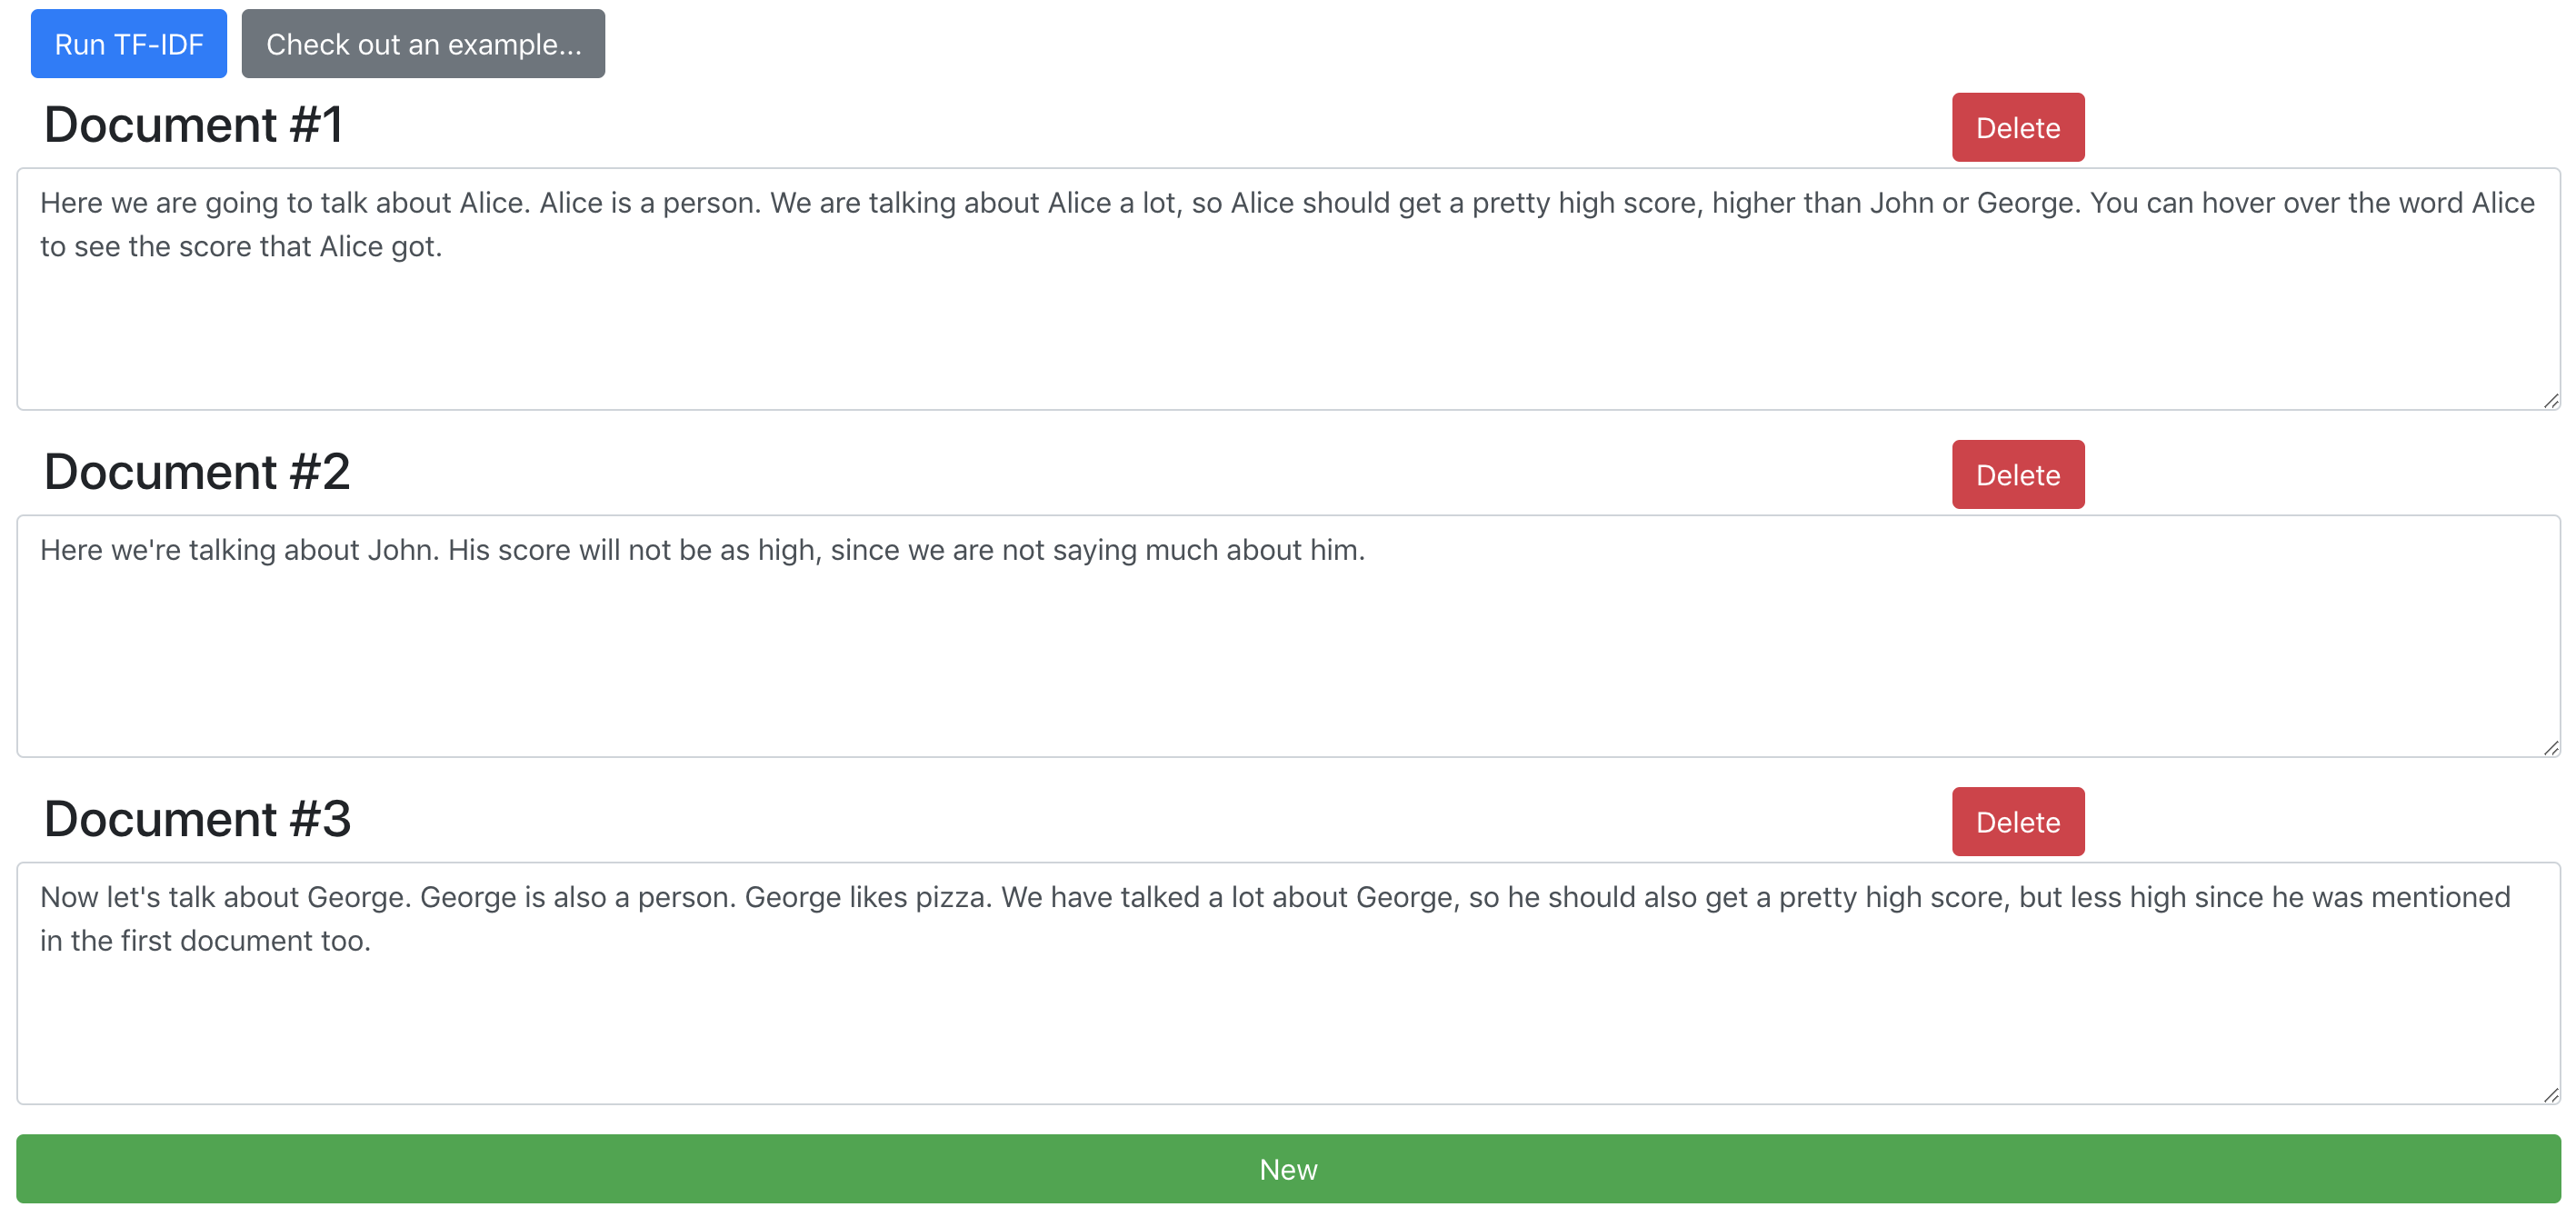 Run TF-IDF Check out an example...
Document #1 Delete
Here we are going to talk about Alice. Alice is a person. We are talking about Alice a lot, so Alice should get a pretty high score, higher than John or George. You can hover over the word Alice
to see the score that Alice got.
Document #2 Delete
Here we're talking about John. His score will not be as high, since we are not saying much about him.
Document #3 Delete
Now let's talk about George. George is also a person. George likes pizza. We have talked a lot about George, so he should also get a pretty high score, but less high since he was mentioned
in the first document too.
New